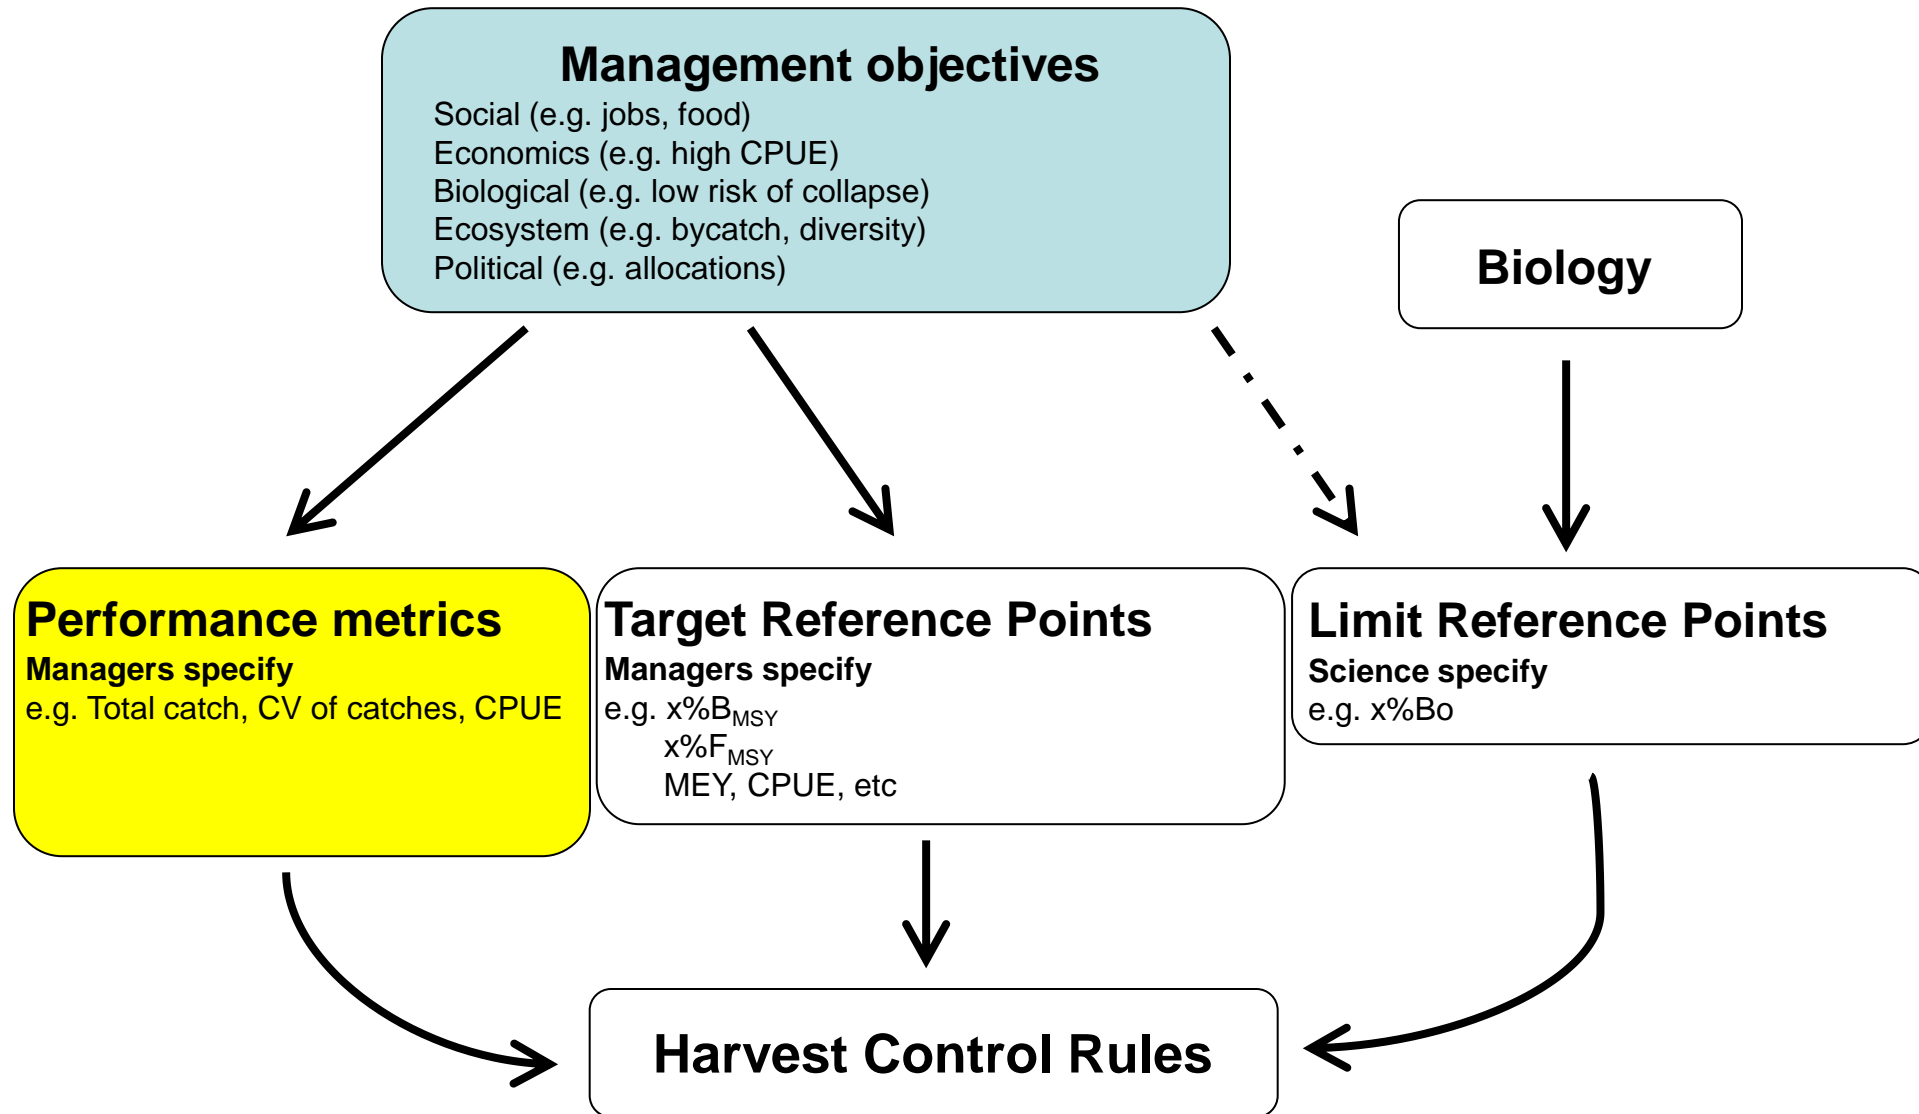 Management objectives
Social (e.g. jobs, food)
Economics (e.g. high CPUE)
Biological (e.g. low risk of collapse)
Ecosystem (e.g. bycatch, diversity)
Political (e.g. allocations)
Biology
Performance metrics
Managers specify
e.g. Total catch, CV of catches, CPUE
Target Reference Points
Managers specify
e.g. x%BMSY
x%FMSY
MEY, CPUE, etc
Limit Reference Points
Science specify
e.g. x%Bo
Harvest Control Rules